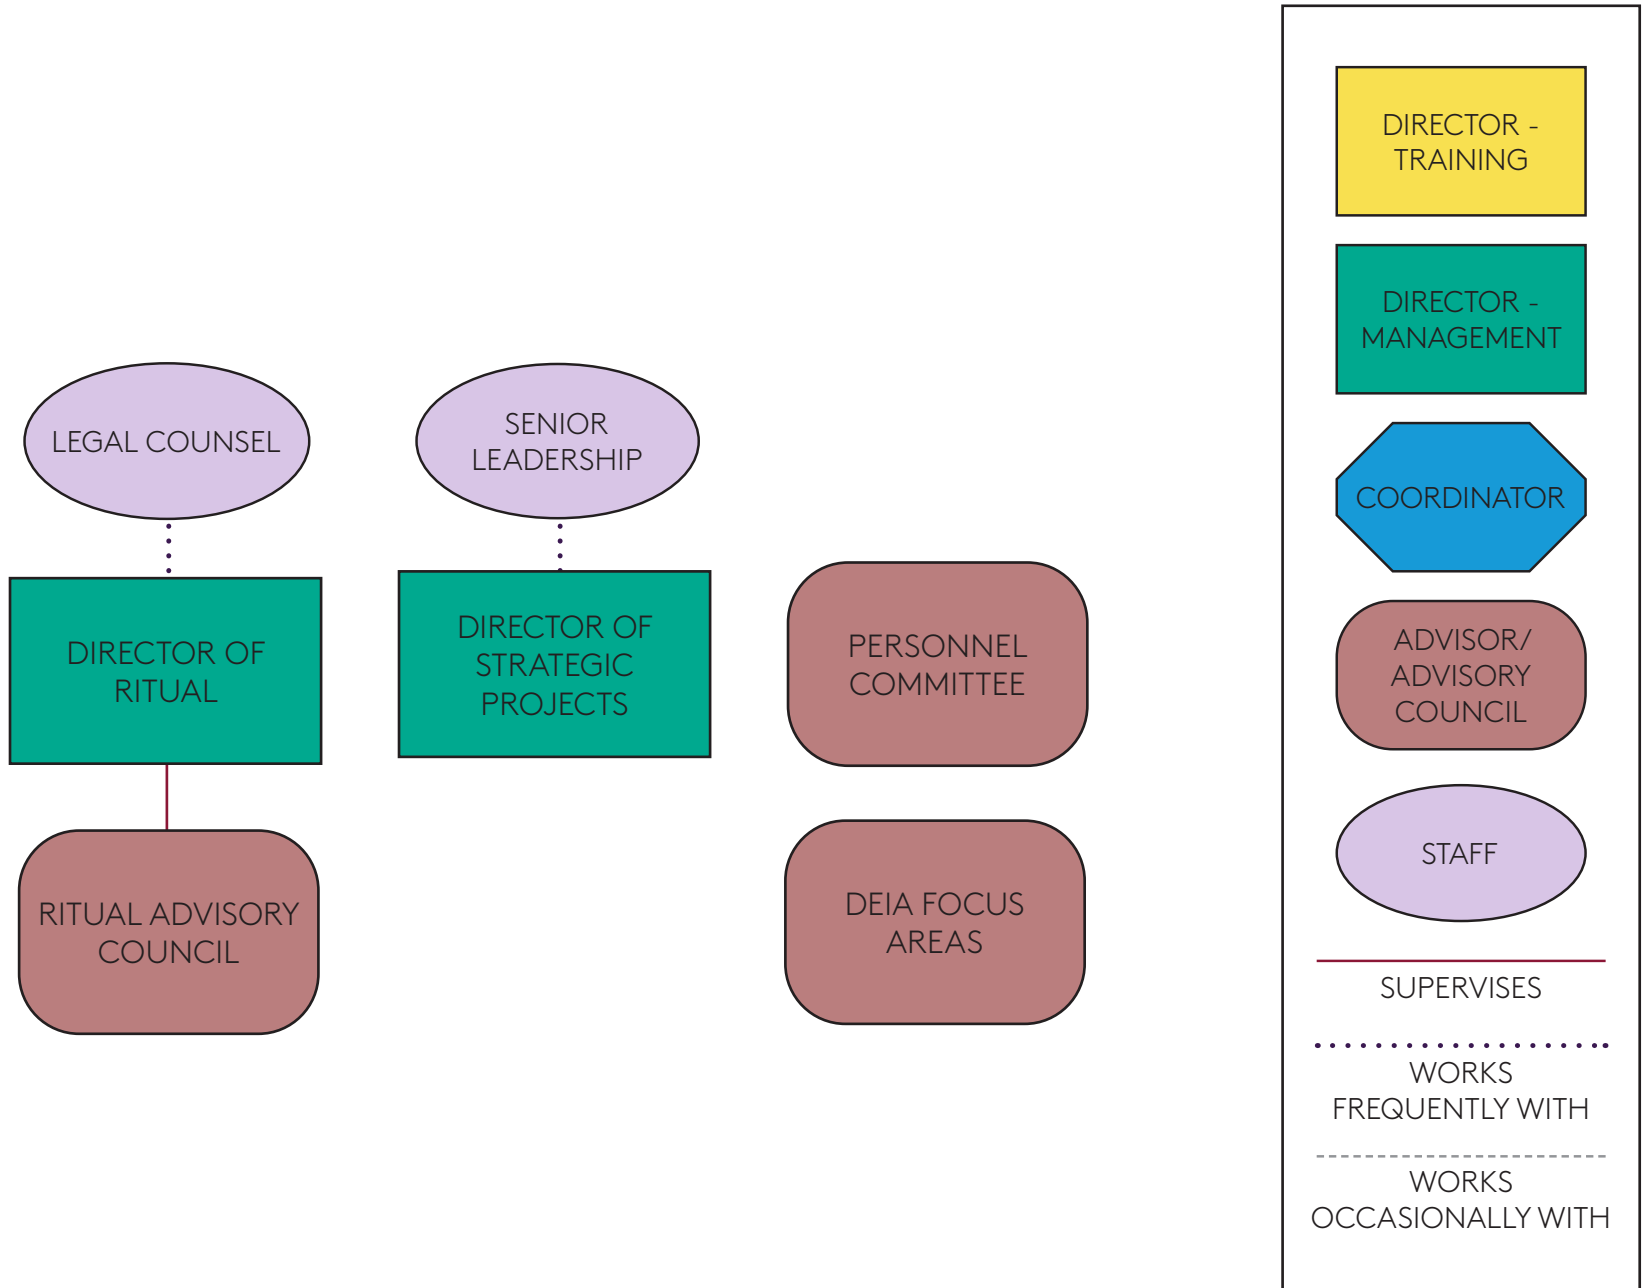 LEGAL COUNSEL
SENIOR
LEADERSHIP
DIRECTOR OF
RITUAL
DIRECTOR OF
STRATEGIC
PROJECTS
PERSONNEL
COMMITTEE
RITUAL ADVISORY
COUNCIL
DEIA FOCUS
AREAS
DIRECTOR -
TRAINING
DIRECTOR -
MANAGEMENT
COORDINATOR
ADVISOR/
ADVISORY
COUNCIL
STAFF
SUPERVISES
WORKS
FREQUENTLY WITH
WORKS
OCCASIONALLY WITH